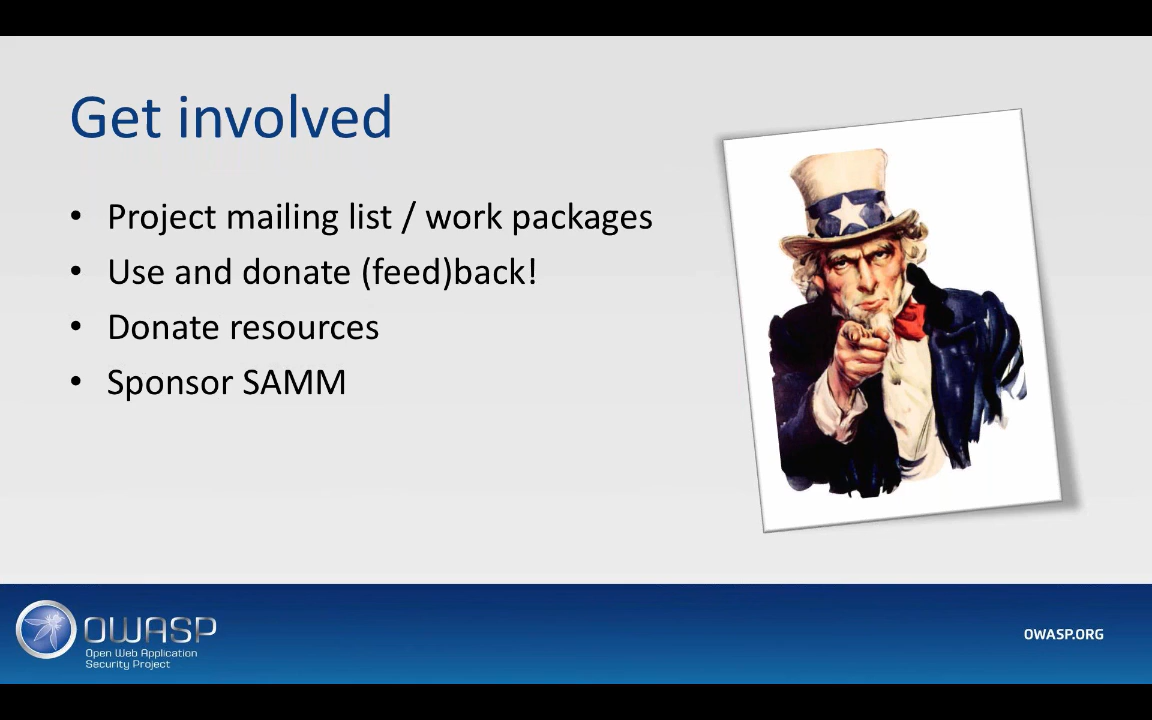 Get involved
• Project mailing list / work packages
• Use and donate (feed)back!
• Donate resources
• Sponsor SAMM
OWASP
Open Web Application
Security Project
OWASP.ORG